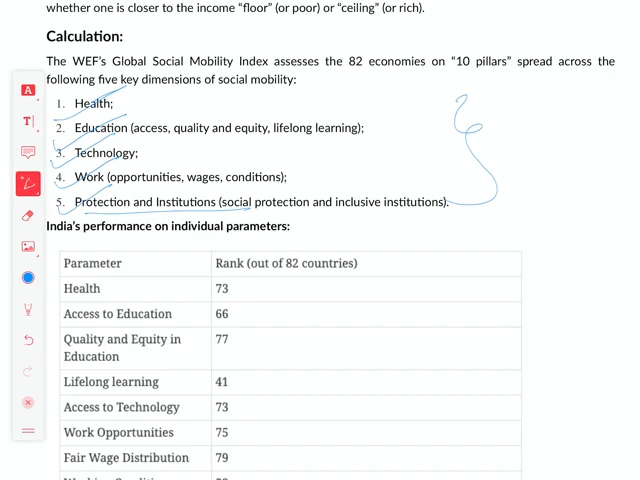 whether one is closer to the income “floor” (or poor) or “ceiling” (or rich).
Calculation:
The WEF’s Global Social Mobility Index assesses the 82 economies on “10 pillars” spread across the
following five key dimensions of social mobility:
1. Health;
2. Education (access, quality and equity, lifelong learning);
3. Technology;
4. Work (opportunities, wages, conditions);
5. Protection and Institutions (social protection and inclusive institutions).
India’s performance on individual parameters:
Parameter Rank (out of 82 countries)
Health 73
Access to Education 66
Quality and Equity in 77
Education
Lifelong learning 41
Access to Technology 73
Work Opportunities 75
Fair Wage Distribution 79
A
T